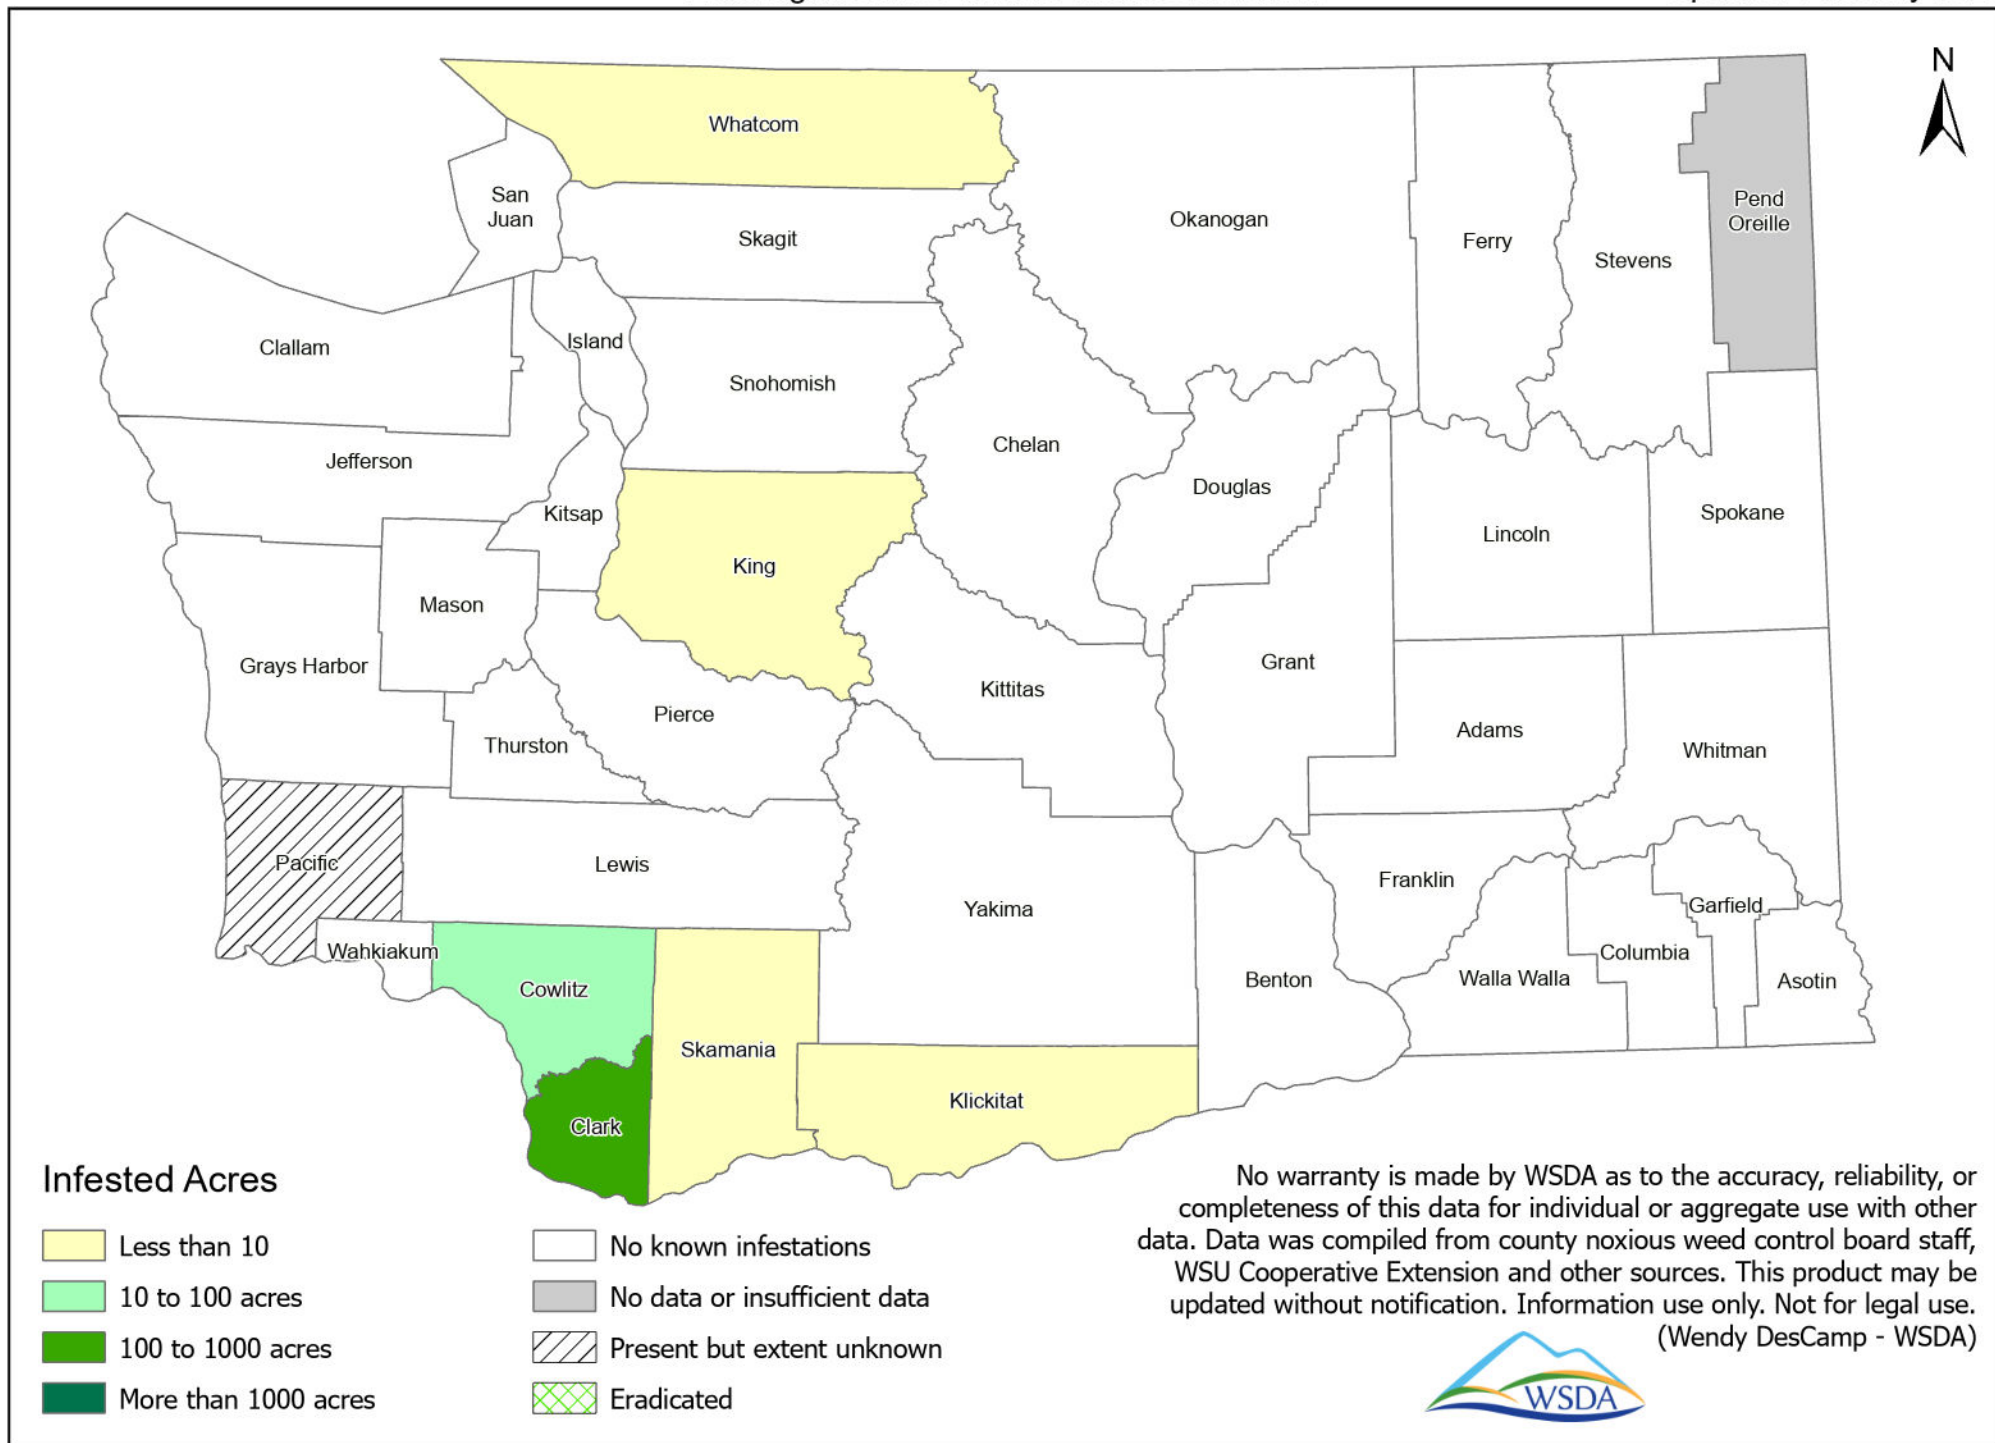 N
Whatcom
San
Juan
Skagit
Okanogan
Ferry
Stevens
Pend
Oreille
Clallam
Island
Snohomish
Chelan
Douglas
Jefferson
Kitsap
King
Lincoln
Spokane
Mason
Grays Harbor
Thurston
Pierce
Kittitas
Grant
Adams
Whitman
Pacific
Lewis
Yakima
Franklin
Garfield
Wahkiakum
Cowlitz
Skamania
Benton
Walla Walla
Columbia
Asotin
Clark
Klickitat
Infested Acres
Less than 10
10 to 100 acres
100 to 1000 acres
More than 1000 acres
No known infestations
No data or insufficient data
Present but extent unknown
Eradicated
No warranty is made by WSDA as to the accuracy, reliability, or
completeness of this data for individual or aggregate use with other
data. Data was compiled from county noxious weed control board staff,
WSU Cooperative Extension and other sources. This product may be
updated without notification. Information use only. Not for legal use.
(Wendy DesCamp - WSDA)
WSDA